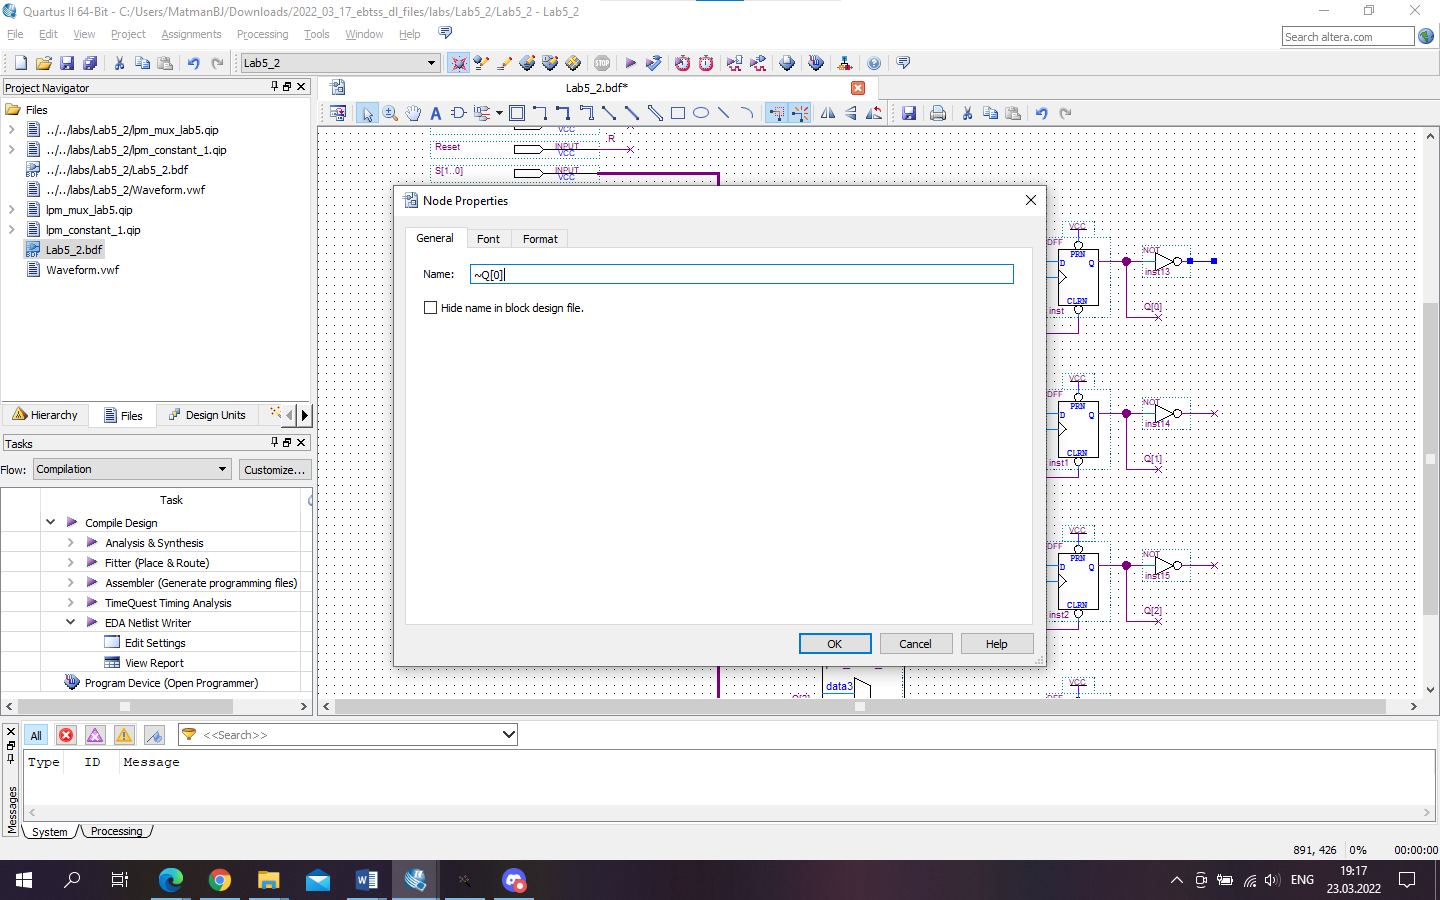 Quartus II 64-Bit - C:/Users/MatmanBJ/Downloads/2022_03_17_ebtss_dl_files/labs/Lab5_2/Lab5_2 - Lab5_2
File Edit View Project Assignments Processing Tools Window Help
Search altera.com
Lab5_2
Project Navigator
Lab5_2.bdf*
Files
../../labs/Lab5_2/lpm_mux_lab5.qip
../../labs/Lab5_2/lpm_constant_1.qip
../../labs/Lab5_2/Lab5_2.bdf
../../labs/Lab5_2/Waveform.vwf
lpm_mux_lab5.qip
lpm_constant_1.qip
Lab5_2.bdf
Waveform.vwf
Hierarchy Files Design Units
Tasks
Flow: Compilation Customize...
Task
Compile Design
Analysis & Synthesis
Fitter (Place & Route)
Assembler (Generate programming files)
TimeQuest Timing Analysis
EDA Netlist Writer
Edit Settings
View Report
Program Device (Open Programmer)
VCC
Reset INPUT R
VCC
S[1..0] INPUT
VCC
Node Properties
General Font Format
Name: ~Q[0]
Hide name in block design file.
OK Cancel Help
VCC
DFF NOT
PRN
D Q
inst13
CLRN
inst Q[0]
VCC
DFF NOT
PRN
D Q
inst14
CLRN
inst1 Q[1]
VCC
DFF NOT
PRN
D Q
inst15
CLRN
inst2 Q[2]
VCC
data3
All <<Search>>
Type ID Message
Messages
System Processing
891, 426 0% 00:00:00
ENG
19:17
23.03.2022